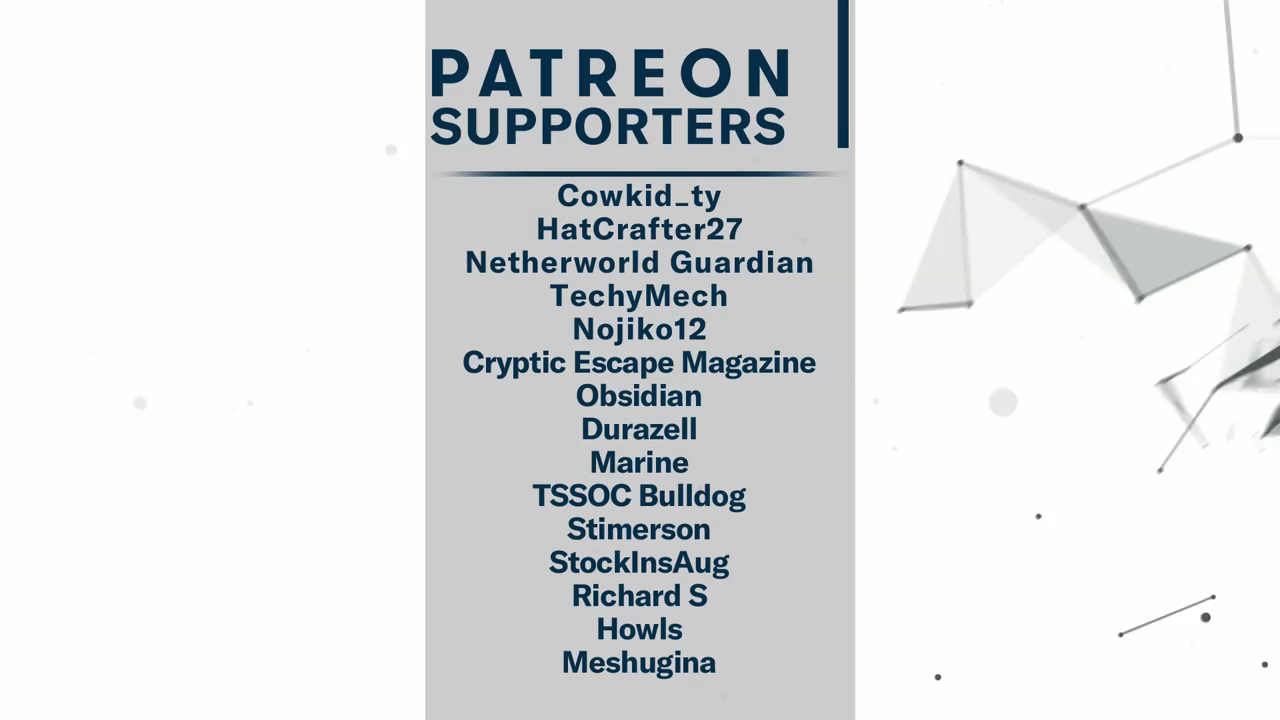 PATREON
SUPPORTERS
Cowkid_ty
HatCrafter27
Netherworld Guardian
TechyMech
Nojiko12
Cryptic Escape Magazine
Obsidian
Durazell
Marine
TSSOC Bulldog
Stimerson
StockInsAug
Richard S
Howls
Meshugina